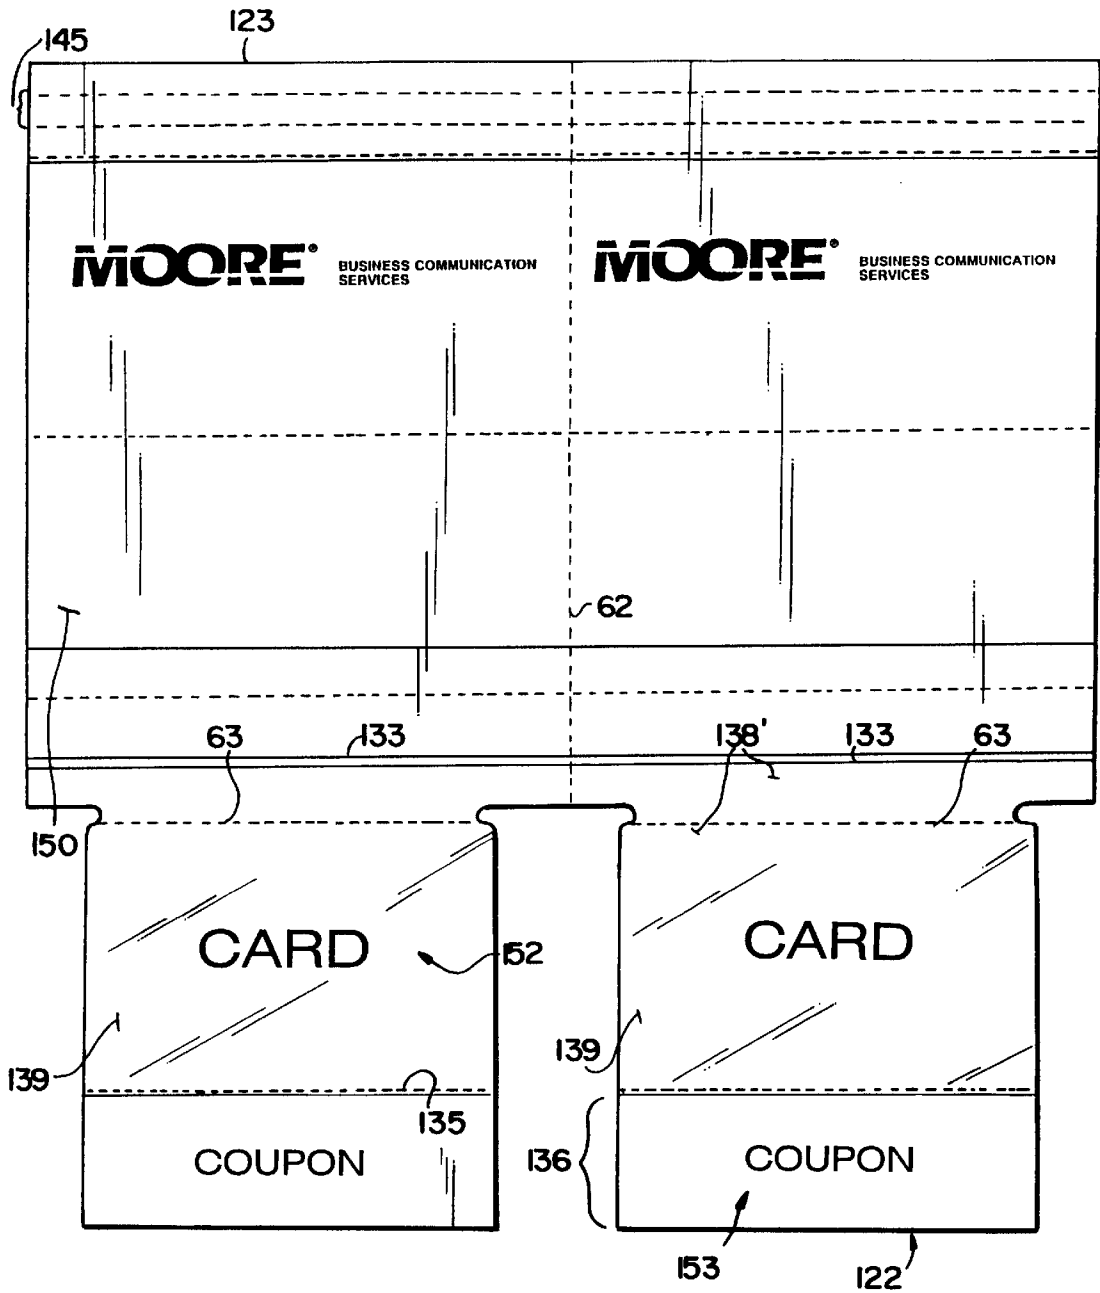 123
145
MOORE® BUSINESS COMMUNICATION
SERVICES
MOORE® BUSINESS COMMUNICATION
SERVICES
62
63
133
138'
133
63
150
CARD
152
CARD
139
139
135
136
COUPON
COUPON
153
122